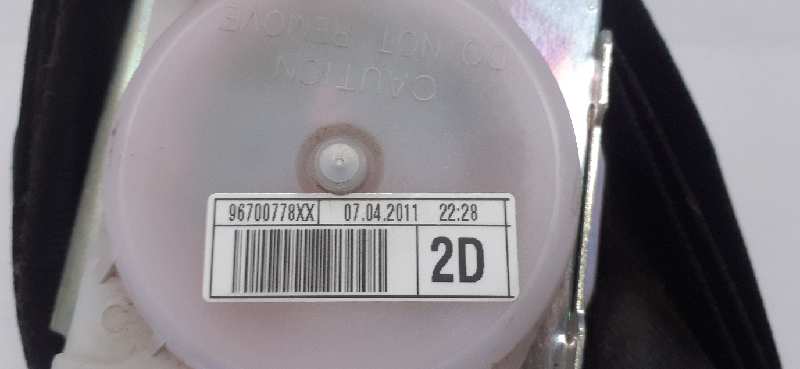 CAUTION
DO NOT REMOVE
96700778XX 07.04.2011 22:28
2D